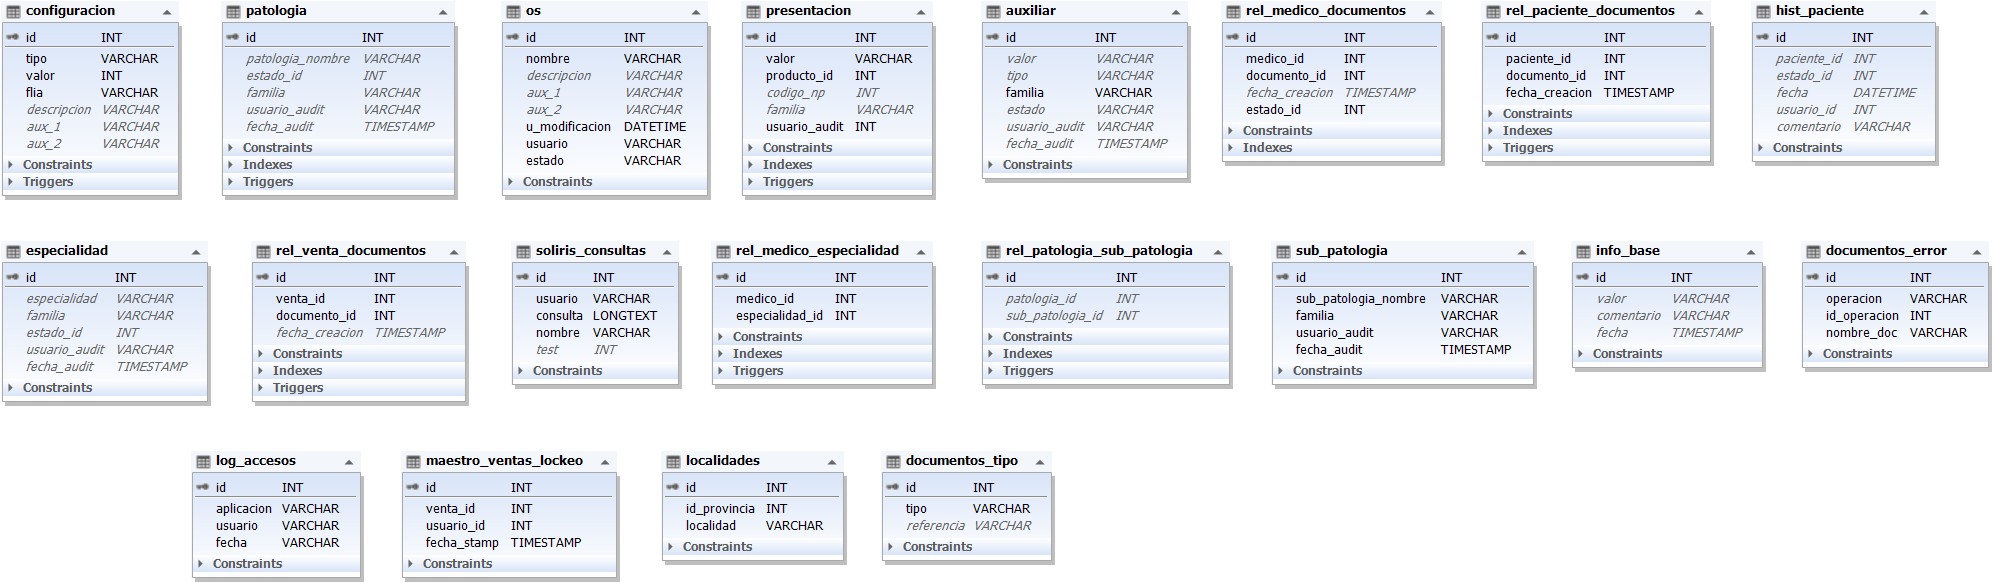 configuracion
id INT
tipo VARCHAR
valor INT
flia VARCHAR
descripcion VARCHAR
aux_1 VARCHAR
aux_2 VARCHAR
Constraints
Triggers
patologia
id INT
patologia_nombre VARCHAR
estado_id INT
familia VARCHAR
usuario_audit VARCHAR
fecha_audit TIMESTAMP
Constraints
Indexes
Triggers
os
id INT
nombre VARCHAR
descripcion VARCHAR
aux_1 VARCHAR
aux_2 VARCHAR
u_modificacion DATETIME
usuario VARCHAR
estado VARCHAR
Constraints
presentacion
id INT
valor VARCHAR
producto_id INT
codigo_np INT
familia VARCHAR
usuario_audit INT
Constraints
Indexes
Triggers
auxiliar
id INT
valor VARCHAR
tipo VARCHAR
familia VARCHAR
estado VARCHAR
usuario_audit VARCHAR
fecha_audit TIMESTAMP
Constraints
rel_medico_documentos
id INT
medico_id INT
documento_id INT
fecha_creacion TIMESTAMP
estado_id INT
Constraints
Indexes
rel_paciente_documentos
id INT
paciente_id INT
documento_id INT
fecha_creacion TIMESTAMP
Constraints
Indexes
Triggers
hist_paciente
id INT
paciente_id INT
estado_id INT
fecha DATETIME
usuario_id INT
comentario VARCHAR
Constraints
especialidad
id INT
especialidad VARCHAR
familia VARCHAR
estado_id INT
usuario_audit VARCHAR
fecha_audit TIMESTAMP
Constraints
rel_venta_documentos
id INT
venta_id INT
documento_id INT
fecha_creacion TIMESTAMP
Constraints
Indexes
Triggers
soliris_consultas
id INT
usuario VARCHAR
consulta LONGTEXT
nombre VARCHAR
test INT
Constraints
rel_medico_especialidad
id INT
medico_id INT
especialidad_id INT
Constraints
Indexes
Triggers
rel_patologia_sub_patologia
id INT
patologia_id INT
sub_patologia_id INT
Constraints
Indexes
Triggers
sub_patologia
id INT
sub_patologia_nombre VARCHAR
familia VARCHAR
usuario_audit VARCHAR
fecha_audit TIMESTAMP
Constraints
info_base
id INT
valor VARCHAR
comentario VARCHAR
fecha TIMESTAMP
Constraints
documentos_error
id INT
operacion VARCHAR
id_operacion INT
nombre_doc VARCHAR
Constraints
log_accesos
id INT
aplicacion VARCHAR
usuario VARCHAR
fecha VARCHAR
Constraints
maestro_ventas_lockeo
id INT
venta_id INT
usuario_id INT
fecha_stamp TIMESTAMP
Constraints
localidades
id INT
id_provincia INT
localidad VARCHAR
Constraints
documentos_tipo
id INT
tipo VARCHAR
referencia VARCHAR
Constraints